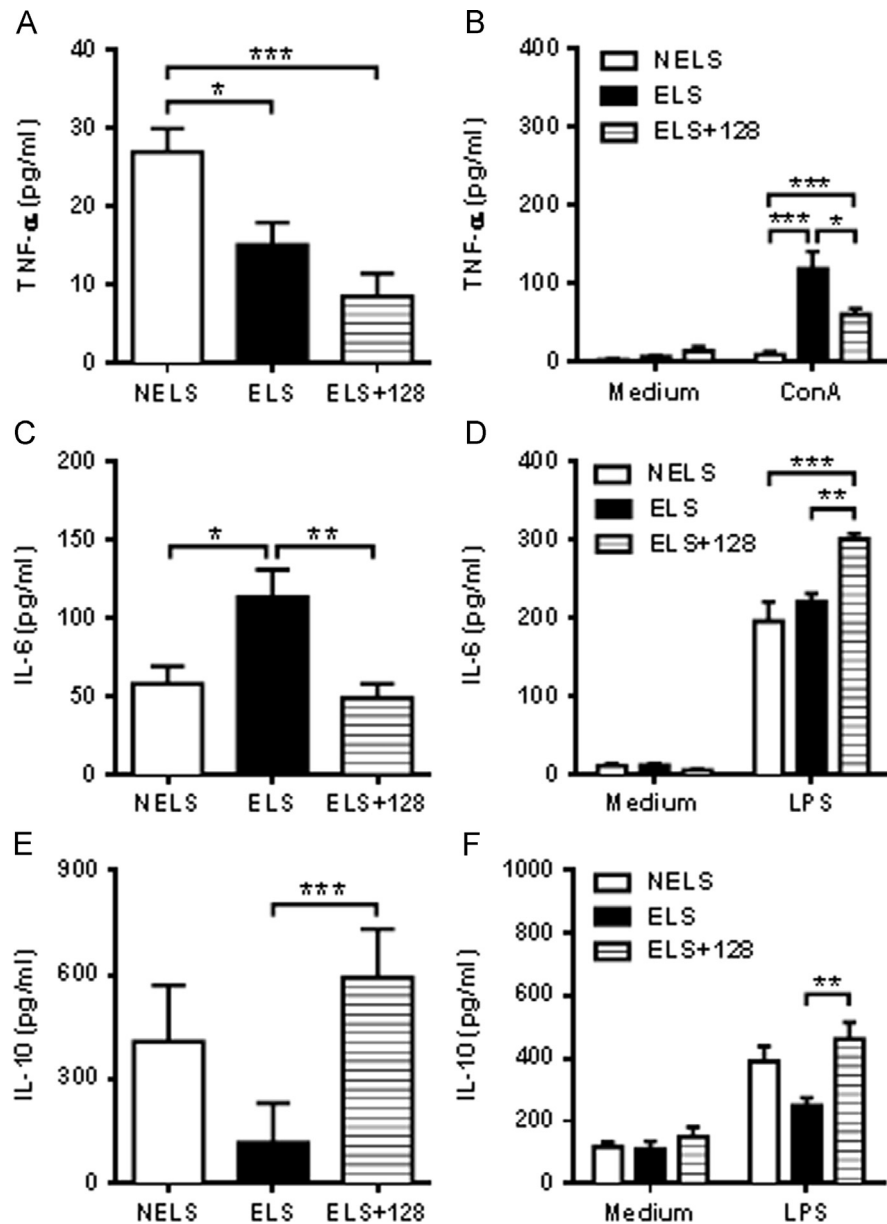 A
TNF-α (pg/ml)
40
30
20
10
0
***
*
NELS ELS ELS+128
B
TNF-α (pg/ml)
400
300
200
100
0
NELS
ELS
ELS+128
***
*** *
Medium ConA
C
IL-6 (pg/ml)
200
150
100
50
0
* **
NELS ELS ELS+128
D
IL-6 (pg/ml)
400
300
200
100
0
NELS
ELS
ELS+128
***
**
Medium LPS
E
IL-10 (pg/ml)
900
600
300
0
***
NELS ELS ELS+128
F
IL-10 (pg/ml)
1000
800
600
400
200
0
NELS
ELS
ELS+128
**
Medium LPS